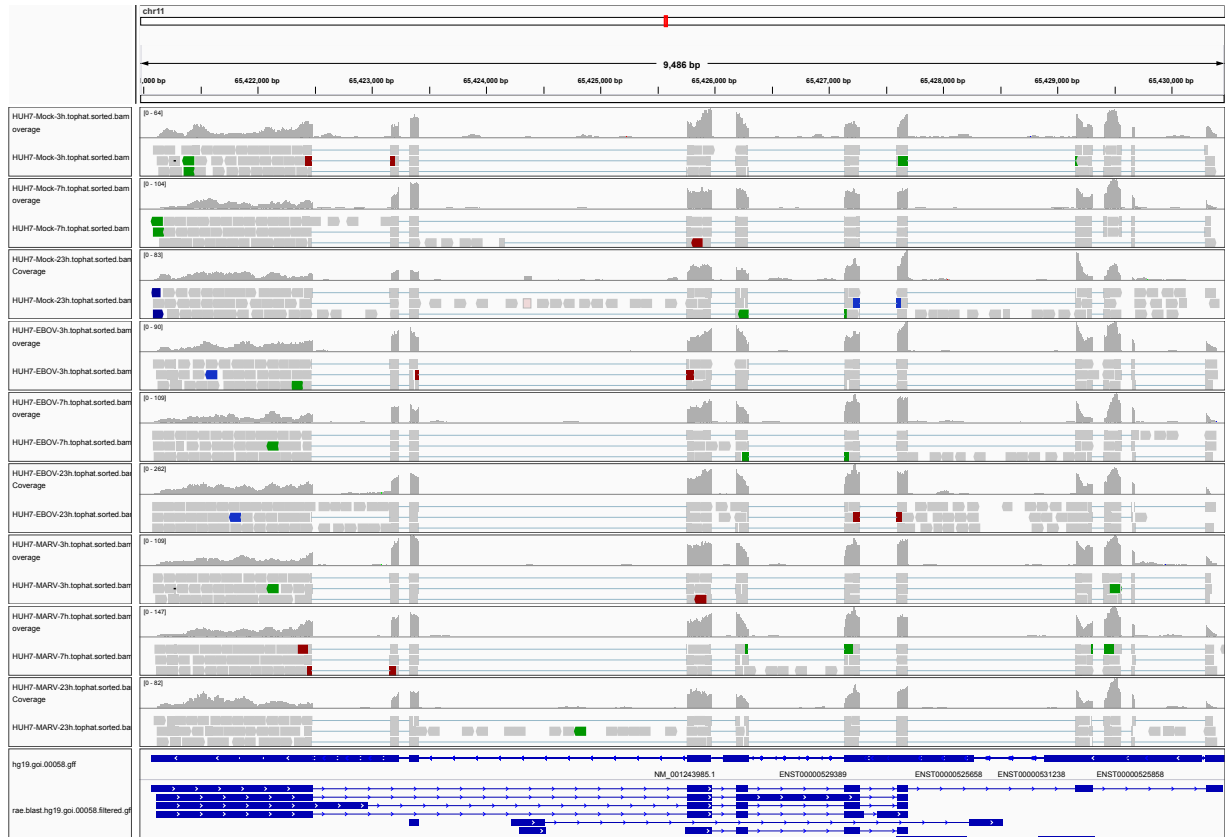 chr11
9,486 bp
,000 bp 65,422,000 bp 65,423,000 bp 65,424,000 bp 65,425,000 bp 65,426,000 bp 65,427,000 bp 65,428,000 bp 65,429,000 bp 65,430,000 bp
HUH7-Mock-3h.tophat.sorted.bam
overage
[0 - 64]
HUH7-Mock-3h.tophat.sorted.bam
HUH7-Mock-7h.tophat.sorted.bam
overage
[0 - 104]
HUH7-Mock-7h.tophat.sorted.bam
HUH7-Mock-23h.tophat.sorted.bam
Coverage
[0 - 83]
HUH7-Mock-23h.tophat.sorted.bam
HUH7-EBOV-3h.tophat.sorted.bam
overage
[0 - 90]
HUH7-EBOV-3h.tophat.sorted.bam
HUH7-EBOV-7h.tophat.sorted.bam
overage
[0 - 109]
HUH7-EBOV-7h.tophat.sorted.bam
HUH7-EBOV-23h.tophat.sorted.ba
Coverage
[0 - 262]
HUH7-EBOV-23h.tophat.sorted.ba
HUH7-MARV-3h.tophat.sorted.bam
overage
[0 - 109]
HUH7-MARV-3h.tophat.sorted.bam
HUH7-MARV-7h.tophat.sorted.bam
overage
[0 - 147]
HUH7-MARV-7h.tophat.sorted.bam
HUH7-MARV-23h.tophat.sorted.ba
Coverage
[0 - 82]
HUH7-MARV-23h.tophat.sorted.ba
hg19.goi.00058.gff
NM_001243985.1 ENST00000529389 ENST00000525658 ENST00000531238 ENST00000525858
rae.blast.hg19.goi.00058.filtered.gf